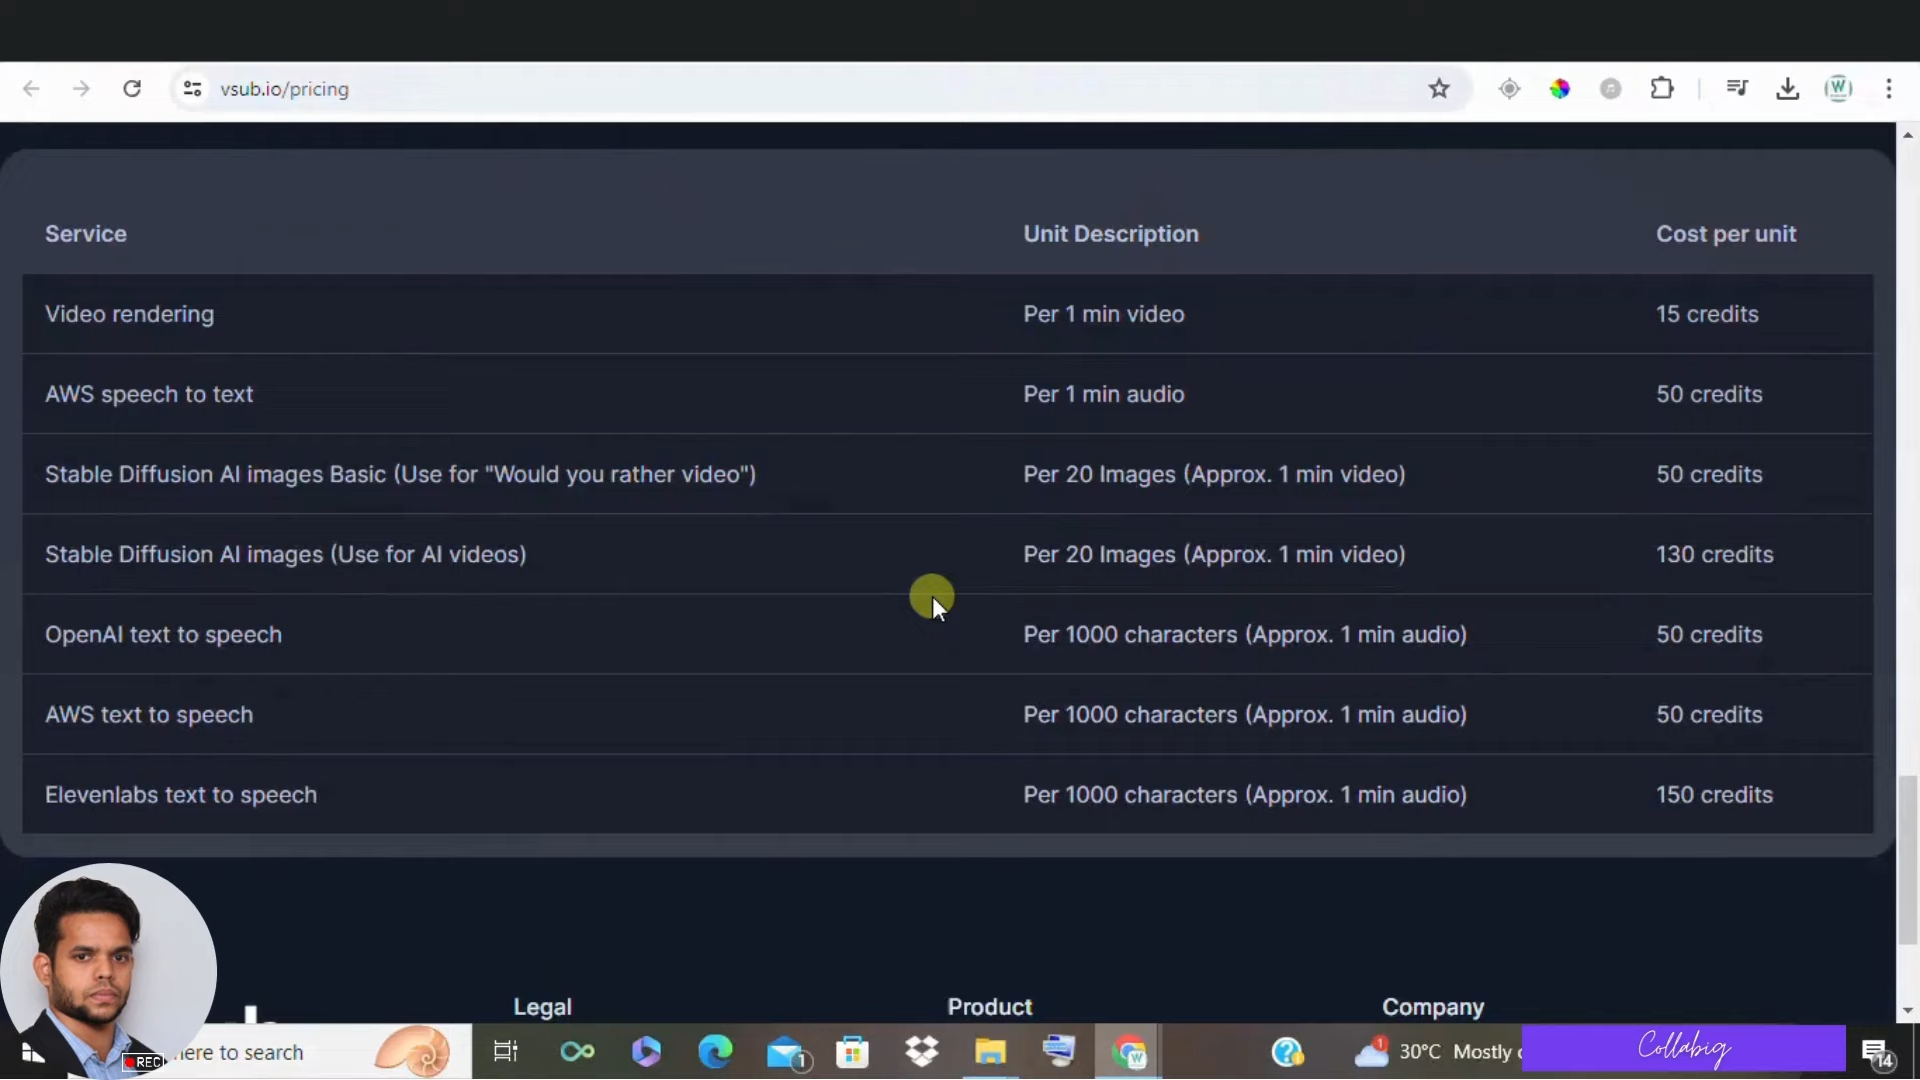 vsub.io/pricing
Service Unit Description Cost per unit
Video rendering Per 1 min video 15 credits
AWS speech to text Per 1 min audio 50 credits
Stable Diffusion AI images Basic (Use for "Would you rather video") Per 20 Images (Approx. 1 min video) 50 credits
Stable Diffusion AI images (Use for AI videos) Per 20 Images (Approx. 1 min video) 130 credits
OpenAI text to speech Per 1000 characters (Approx. 1 min audio) 50 credits
AWS text to speech Per 1000 characters (Approx. 1 min audio) 50 credits
Elevenlabs text to speech Per 1000 characters (Approx. 1 min audio) 150 credits
Legal Product Company
REC
here to search
1
W
1
30°C Mostly c
Collabig
14